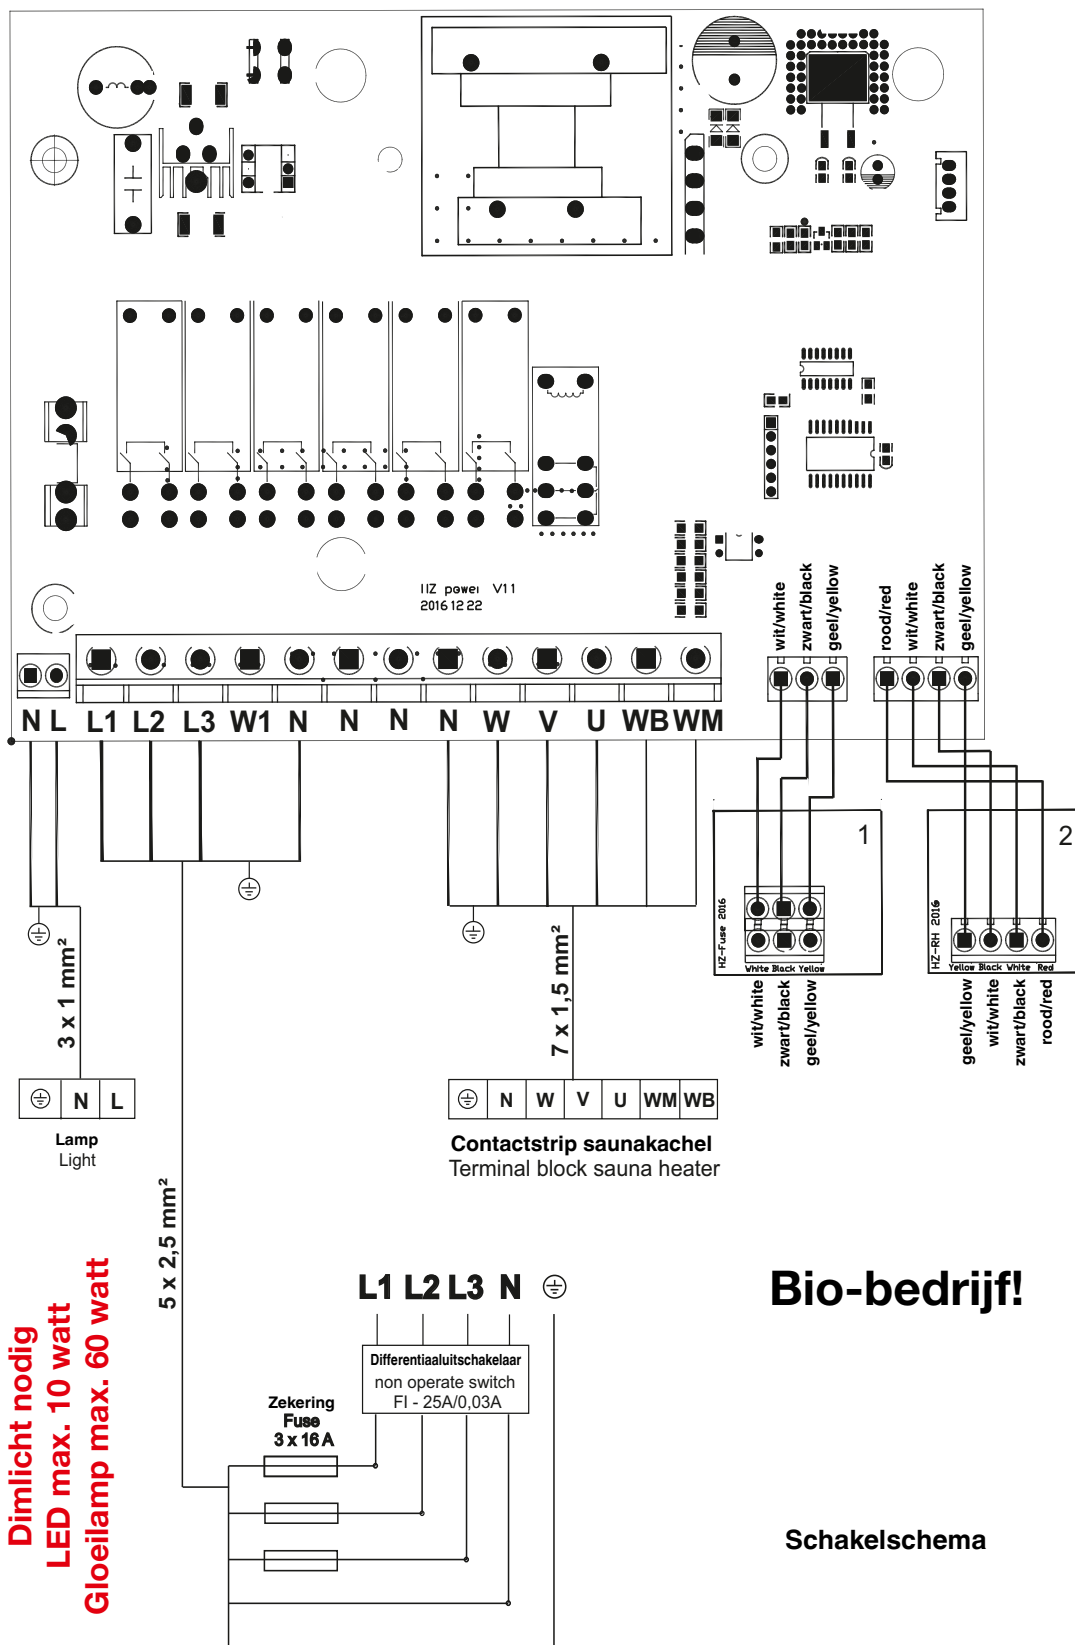 HZ power V11
2016 12 22
wit/white
zwart/black
geel/yellow
rood/red
wit/white
zwart/black
geel/yellow
N L L1 L2 L3 W1 N N N N W V U WB WM
1
HZ-Fuse 2016
White Black Yellow
wit/white
zwart/black
geel/yellow
2
HZ-RH 2016
Yellow Black White Red
geel/yellow
wit/white
zwart/black
rood/red
3 x 1 mm²
7 x 1,5 mm²
N L
Lamp
Light
N W V U WM WB
Contactstrip saunakachel
Terminal block sauna heater
5 x 2,5 mm²
L1 L2 L3 N
Differentiaaluitschakelaar
non operate switch
FI - 25A/0,03A
Zekering
Fuse
3 x 16 A
Dimlicht nodig
LED max. 10 watt
Gloeilamp max. 60 watt
Bio-bedrijf!
Schakelschema